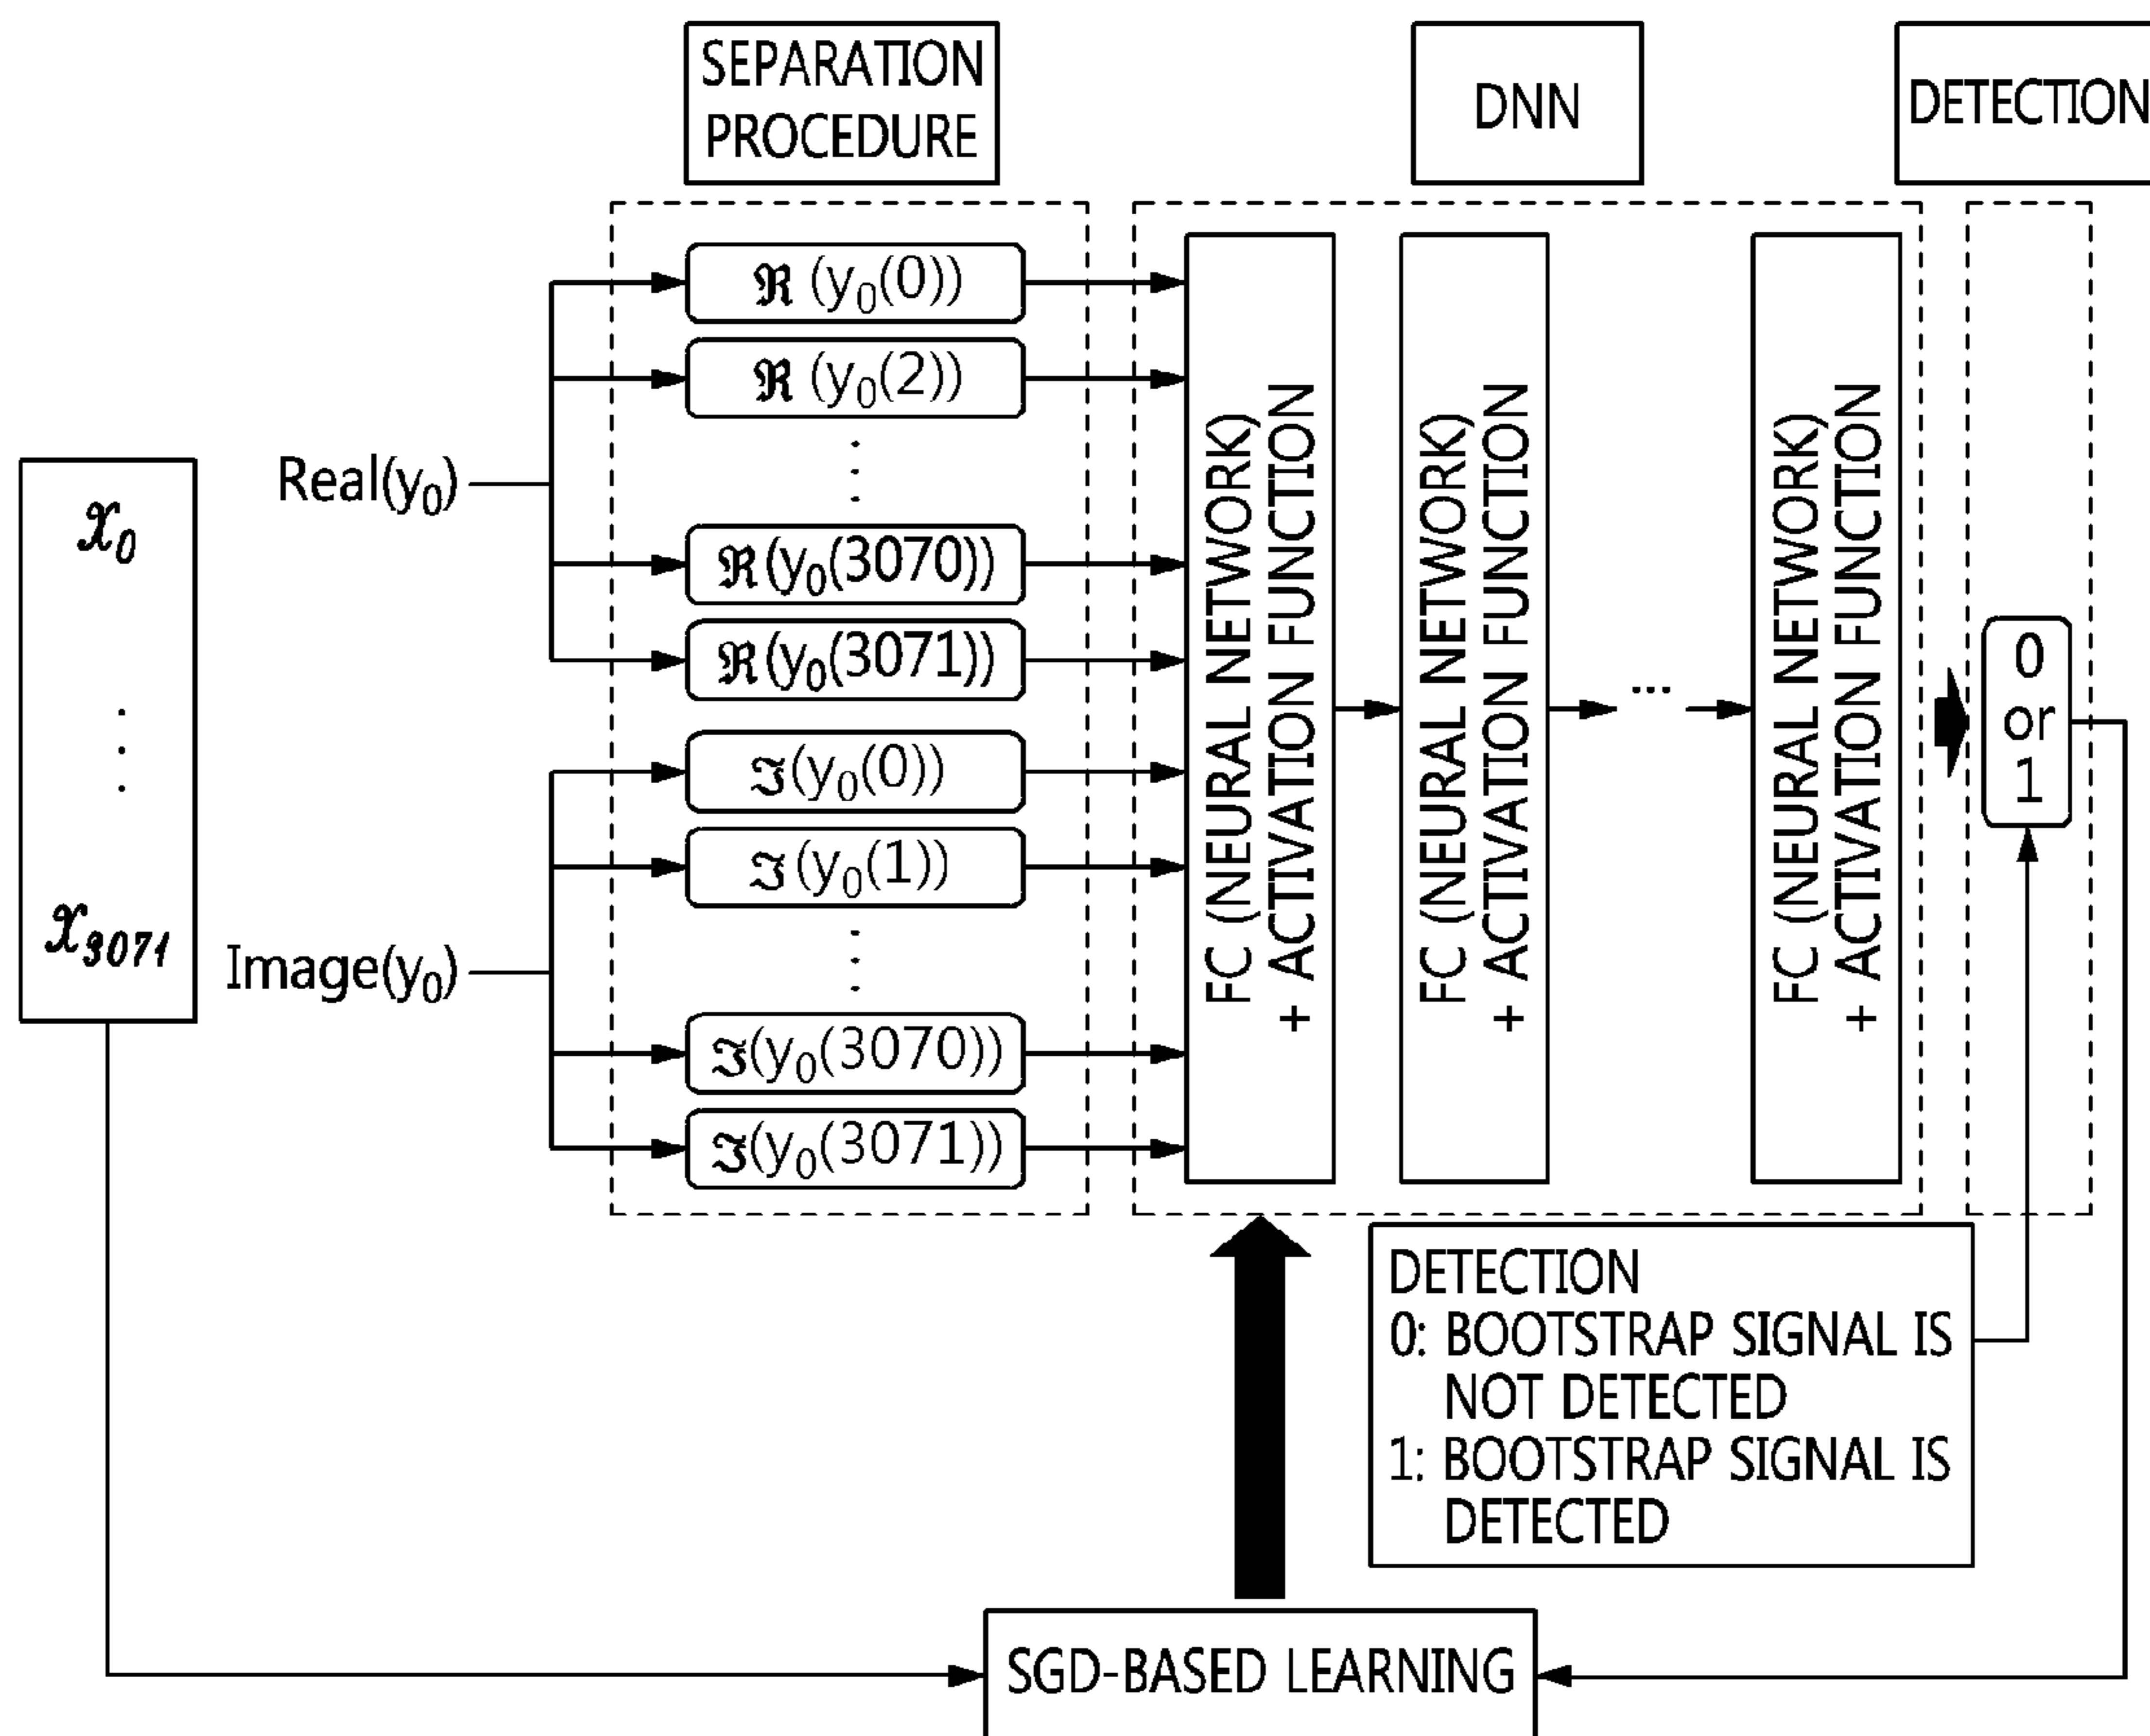 SEPARATION
PROCEDURE
DNN
DETECTION
𝔎 (y₀(0))
𝔎 (y₀(2))
⋮
Real(y₀)
𝔎(y₀(3070))
𝔎(y₀(3071))
𝔍(y₀(0))
𝔍(y₀(1))
⋮
Image(y₀)
𝔍(y₀(3070))
𝔍(y₀(3071))
𝒳₀
⋮
𝒳₃₀₇₁
FC (NEURAL NETWORK)
+ ACTIVATION FUNCTION
FC (NEURAL NETWORK)
+ ACTIVATION FUNCTION
...
FC (NEURAL NETWORK)
+ ACTIVATION FUNCTION
0
or
1
DETECTION
0: BOOTSTRAP SIGNAL IS
NOT DETECTED
1: BOOTSTRAP SIGNAL IS
DETECTED
SGD-BASED LEARNING